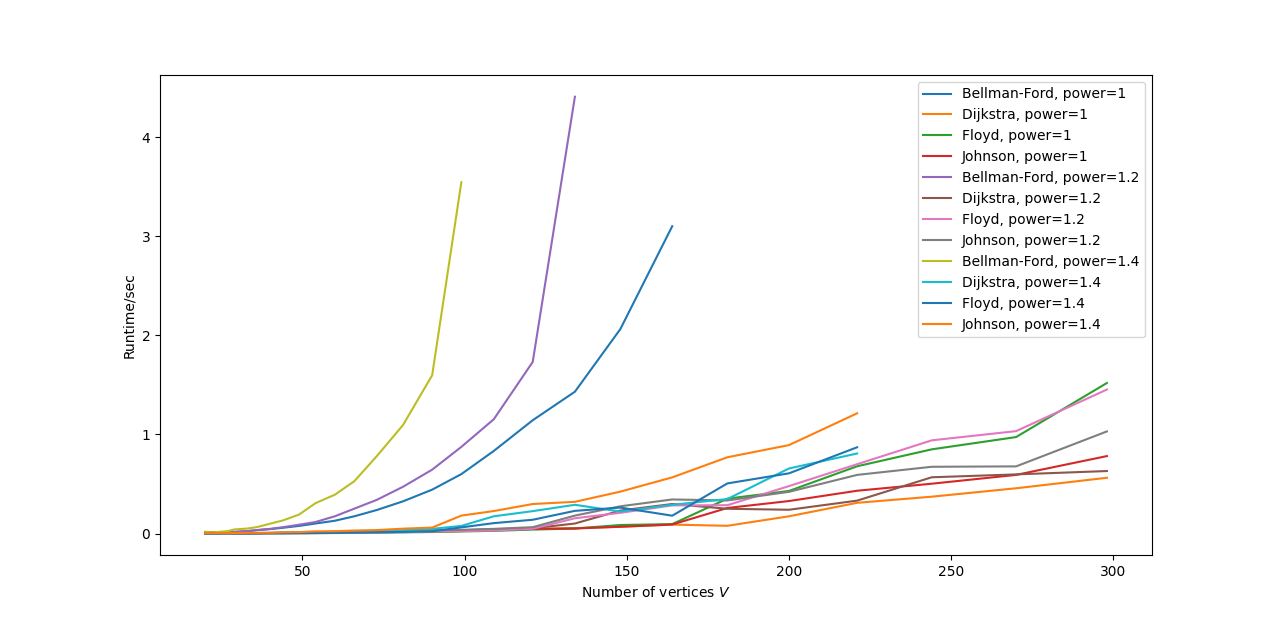 Bellman-Ford, power=1
Dijkstra, power=1
Floyd, power=1
Johnson, power=1
Bellman-Ford, power=1.2
Dijkstra, power=1.2
Floyd, power=1.2
Johnson, power=1.2
Bellman-Ford, power=1.4
Dijkstra, power=1.4
Floyd, power=1.4
Johnson, power=1.4
4
3
2
1
0
Runtime/sec
50 100 150 200 250 300
Number of vertices V